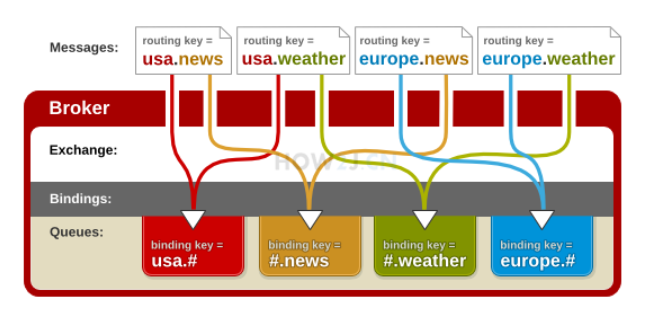 Messages:
routing key =
usa.news
routing key =
usa.weather
routing key =
europe.news
routing key =
europe.weather
Broker
Exchange:
HOW2J.CN
Bindings:
Queues:
binding key =
usa.#
binding key =
#.news
binding key =
#.weather
binding key =
europe.#